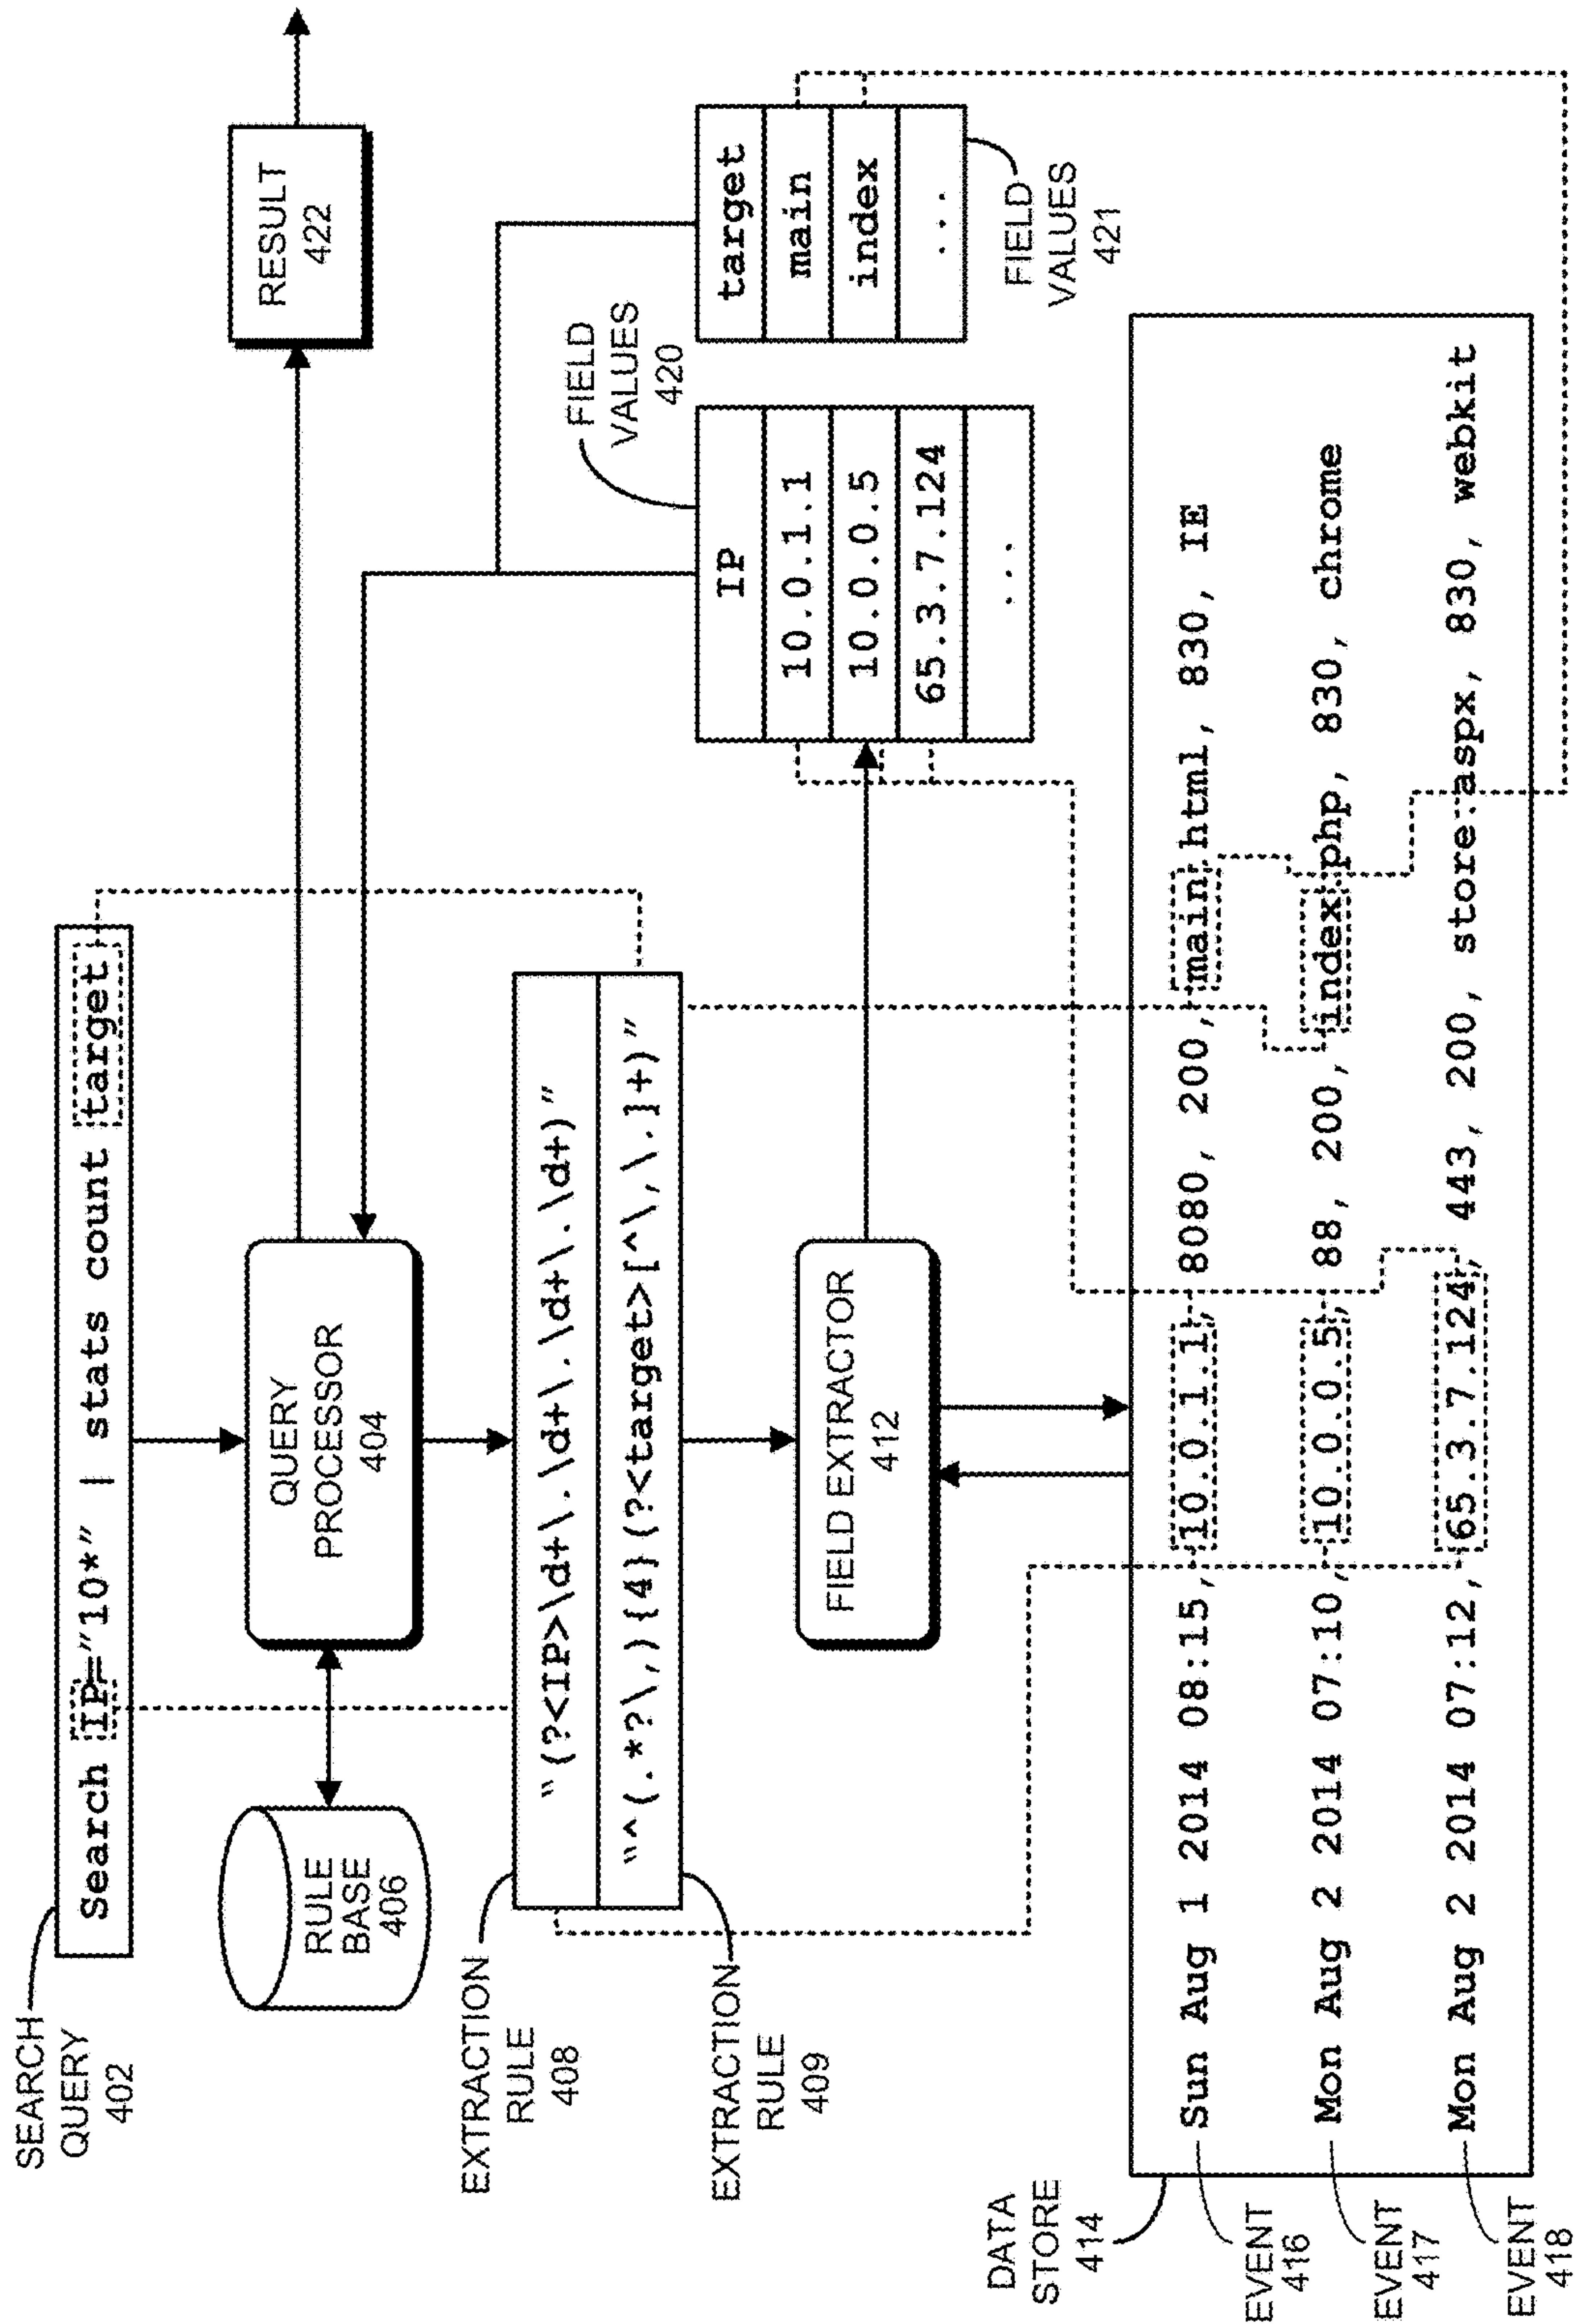 SEARCH
QUERY
402
Search IP="10*" | stats count target
RULE
BASE
406
QUERY
PROCESSOR
404
RESULT
422
EXTRACTION
RULE
408
"(?<IP>\d+\.\d+\.\d+\.\d+)"
EXTRACTION
RULE
409
"^(.*?\,){4}(?<target>[^\,\.]+)"
FIELD EXTRACTOR
412
FIELD
VALUES
420
IP
10.0.1.1
10.0.0.5
65.3.7.124
...
target
main
index
...
FIELD
VALUES
421
DATA
STORE
414
EVENT
416
Sun Aug 1 2014 08:15, 10.0.1.1, 8080, 200, main html, 830, IE
EVENT
417
Mon Aug 2 2014 07:10, 10.0.0.5, 88, 200, index php, 830, chrome
EVENT
418
Mon Aug 2 2014 07:12, 65.3.7.124, 443, 200, store.aspx, 830, webkit